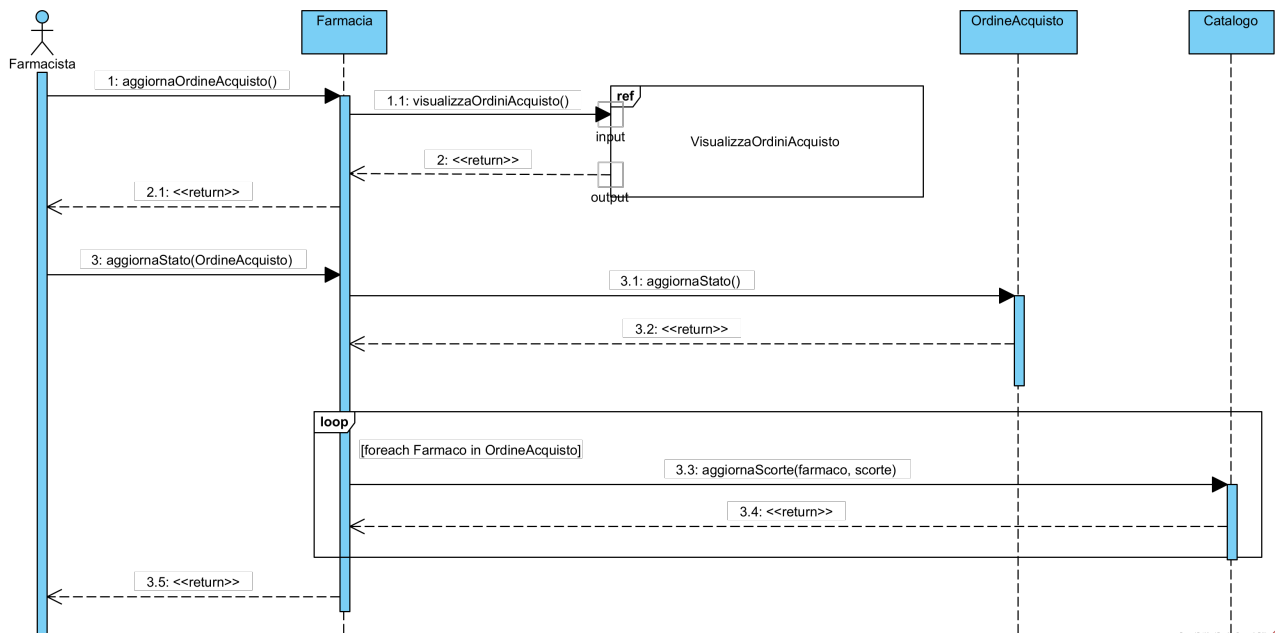 Farmacia
OrdineAcquisto
Catalogo
Farmacista
1: aggiornaOrdineAcquisto()
1.1: visualizzaOrdiniAcquisto()
ref
input
VisualizzaOrdiniAcquisto
2: <<return>>
output
2.1: <<return>>
3: aggiornaStato(OrdineAcquisto)
3.1: aggiornaStato()
3.2: <<return>>
loop
[foreach Farmaco in OrdineAcquisto]
3.3: aggiornaScorte(farmaco, scorte)
3.4: <<return>>
3.5: <<return>>